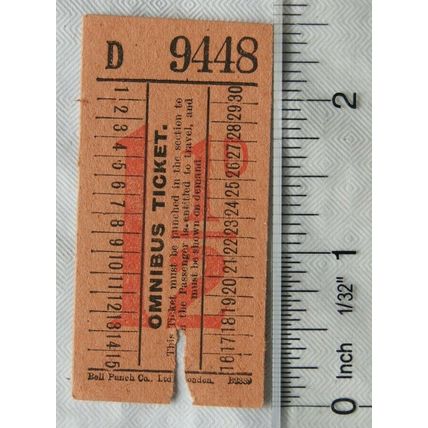 D 9448
1 2 3 4 5 6 7 8 9 10 11 12 13 14 15
OMNIBUS TICKET.
This Ticket must be punched in the section to
the Passenger is entitled to travel, and
must be shown on demand.
16 17 18 19 20 21 22 23 24 25 26 27 28 29 30
Bell Punch Co., Ltd London. B2889
0 Inch 1/32" 1 2